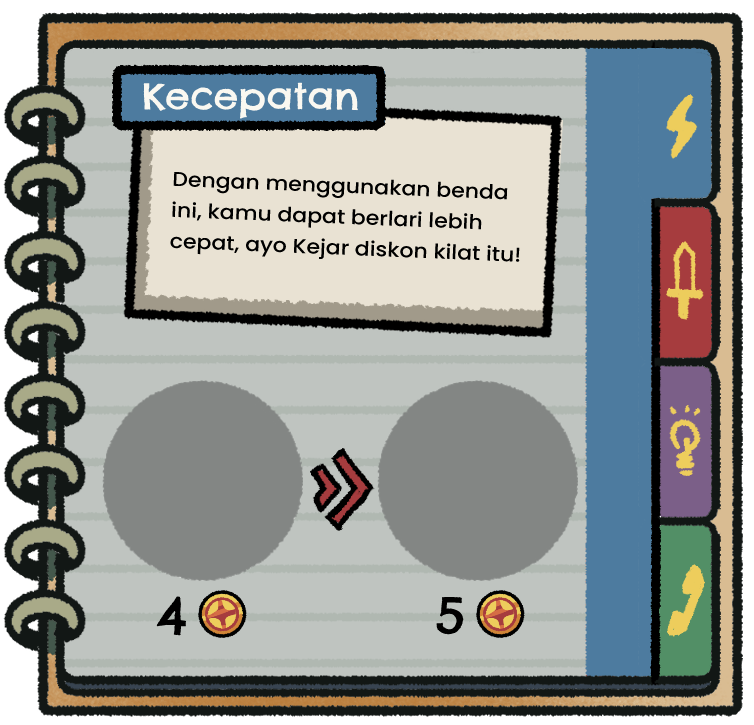 Kecepatan
Dengan menggunakan benda
ini, kamu dapat berlari lebih
cepat, ayo Kejar diskon kilat itu!
4
5